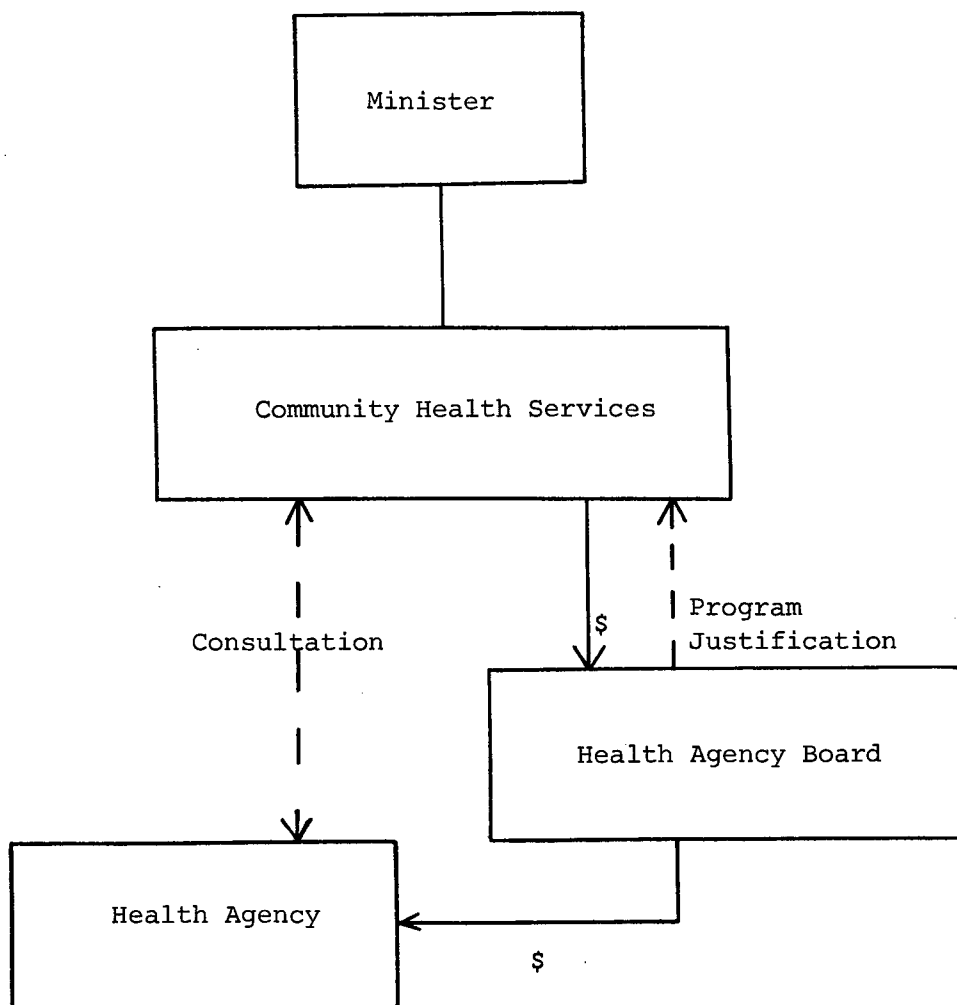 Minister
Community Health Services
Consultation
$
Program
Justification
Health Agency Board
Health Agency
$